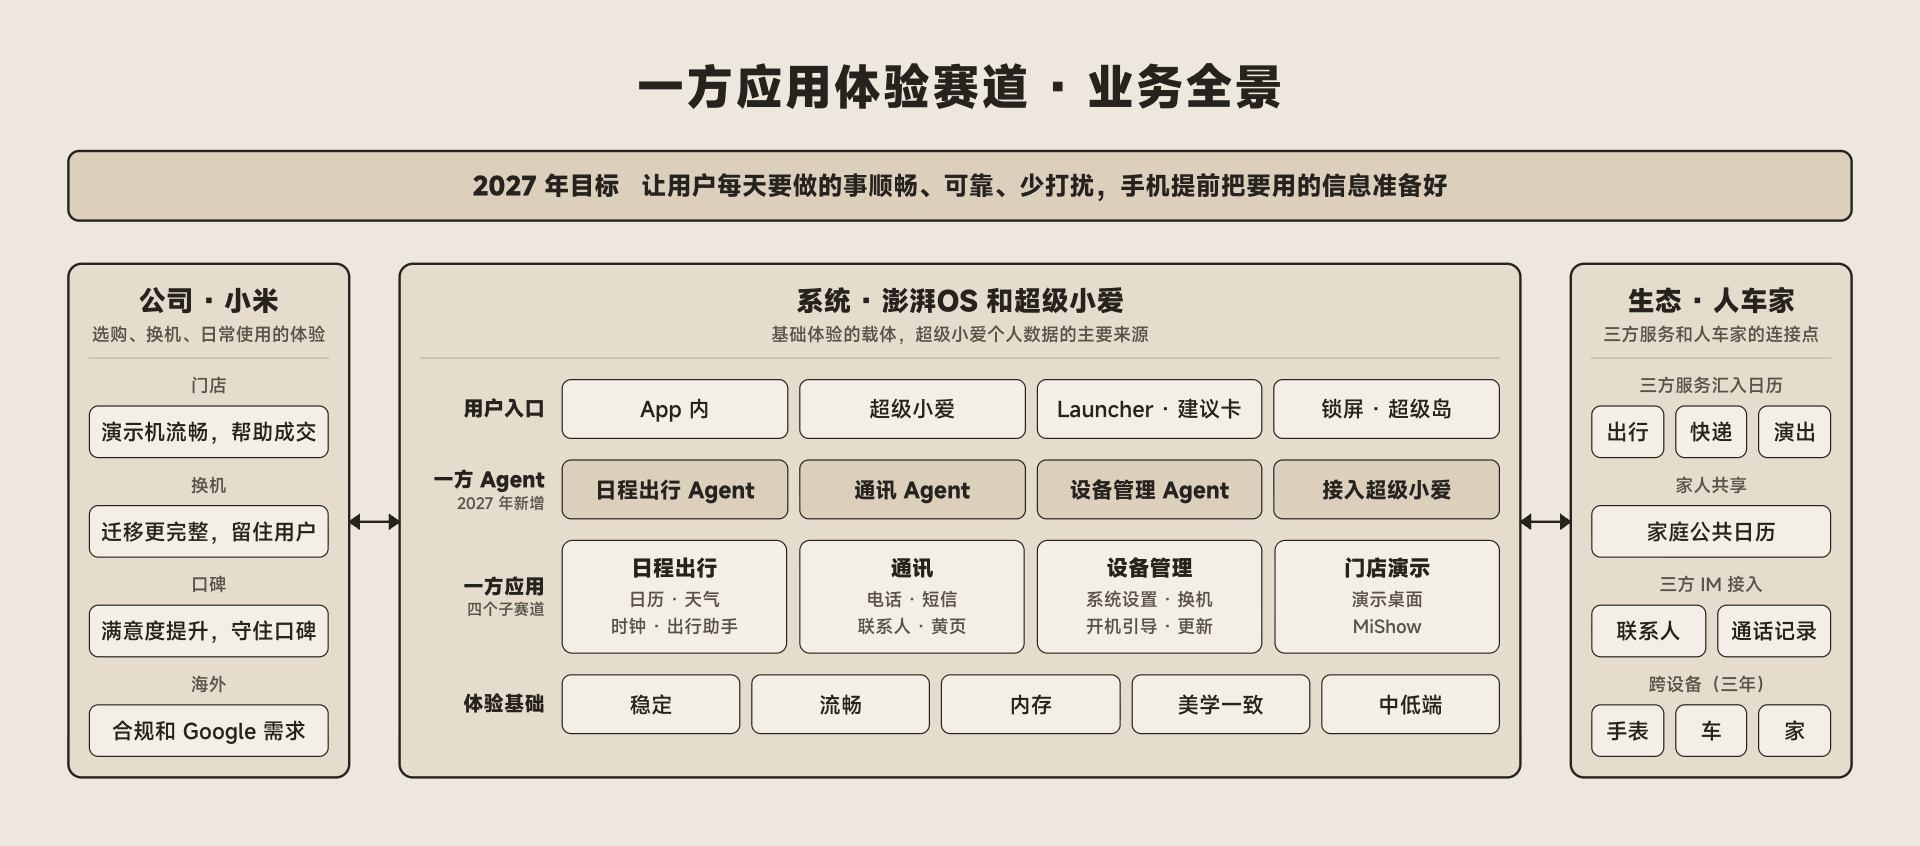 一方应用体验赛道 · 业务全景
2027 年目标 让用户每天要做的事顺畅、可靠、少打扰，手机提前把要用的信息准备好
公司 · 小米
选购、换机、日常使用的体验
门店
演示机流畅，帮助成交
换机
迁移更完整，留住用户
口碑
满意度提升，守住口碑
海外
合规和 Google 需求
系统 · 澎湃OS 和超级小爱
基础体验的载体，超级小爱个人数据的主要来源
用户入口
App 内
超级小爱
Launcher · 建议卡
锁屏 · 超级岛
一方 Agent
2027 年新增
日程出行 Agent
通讯 Agent
设备管理 Agent
接入超级小爱
一方应用
四个子赛道
日程出行
日历 · 天气
时钟 · 出行助手
通讯
电话 · 短信
联系人 · 黄页
设备管理
系统设置 · 换机
开机引导 · 更新
门店演示
演示桌面
MiShow
体验基础
稳定
流畅
内存
美学一致
中低端
生态 · 人车家
三方服务和人车家的连接点
三方服务汇入日历
出行
快递
演出
家人共享
家庭公共日历
三方 IM 接入
联系人
通话记录
跨设备（三年）
手表
车
家